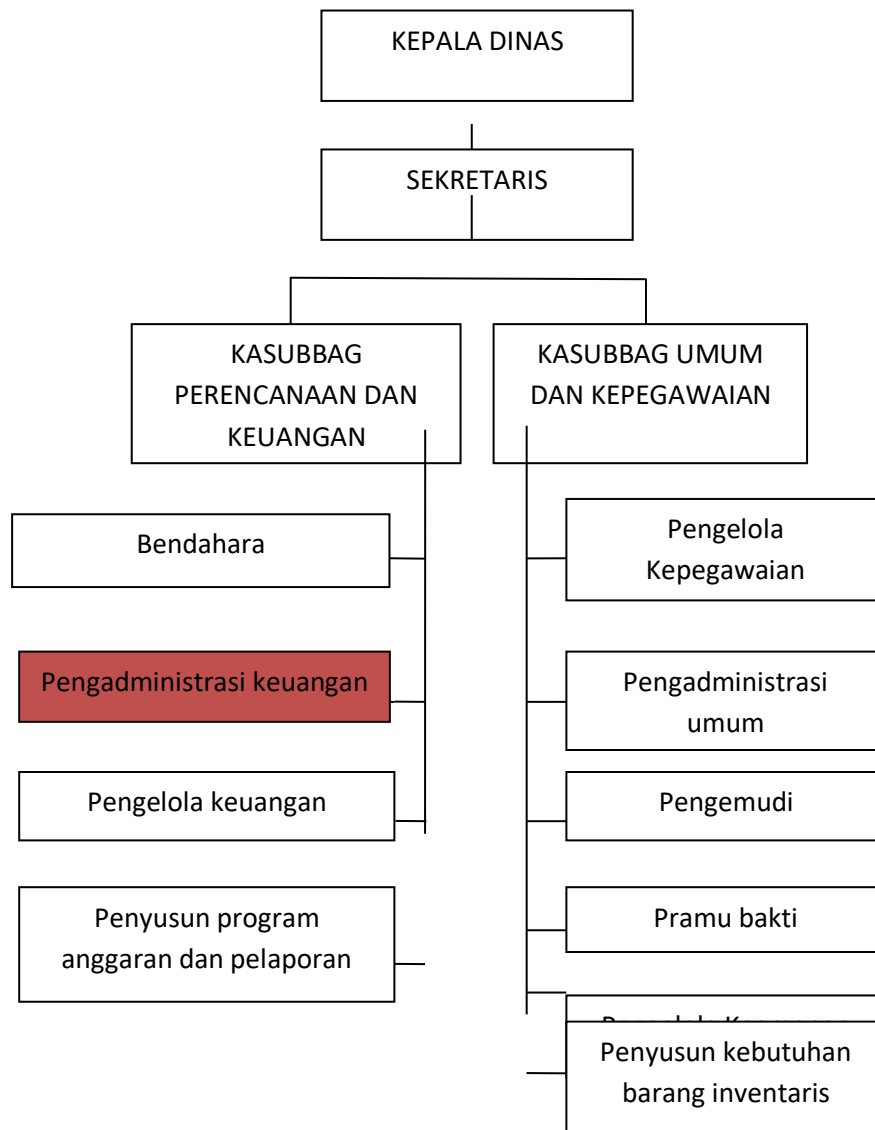 KEPALA DINAS
SEKRETARIS
KASUBBAG
PERENCANAAN DAN
KEUANGAN
KASUBBAG UMUM
DAN KEPEGAWAIAN
Bendahara
Pengelola
Kepegawaian
Pengadministrasi keuangan
Pengadministrasi
umum
Pengelola keuangan
Pengemudi
Penyusun program
anggaran dan pelaporan
Pramu bakti
Penyusun kebutuhan
barang inventaris